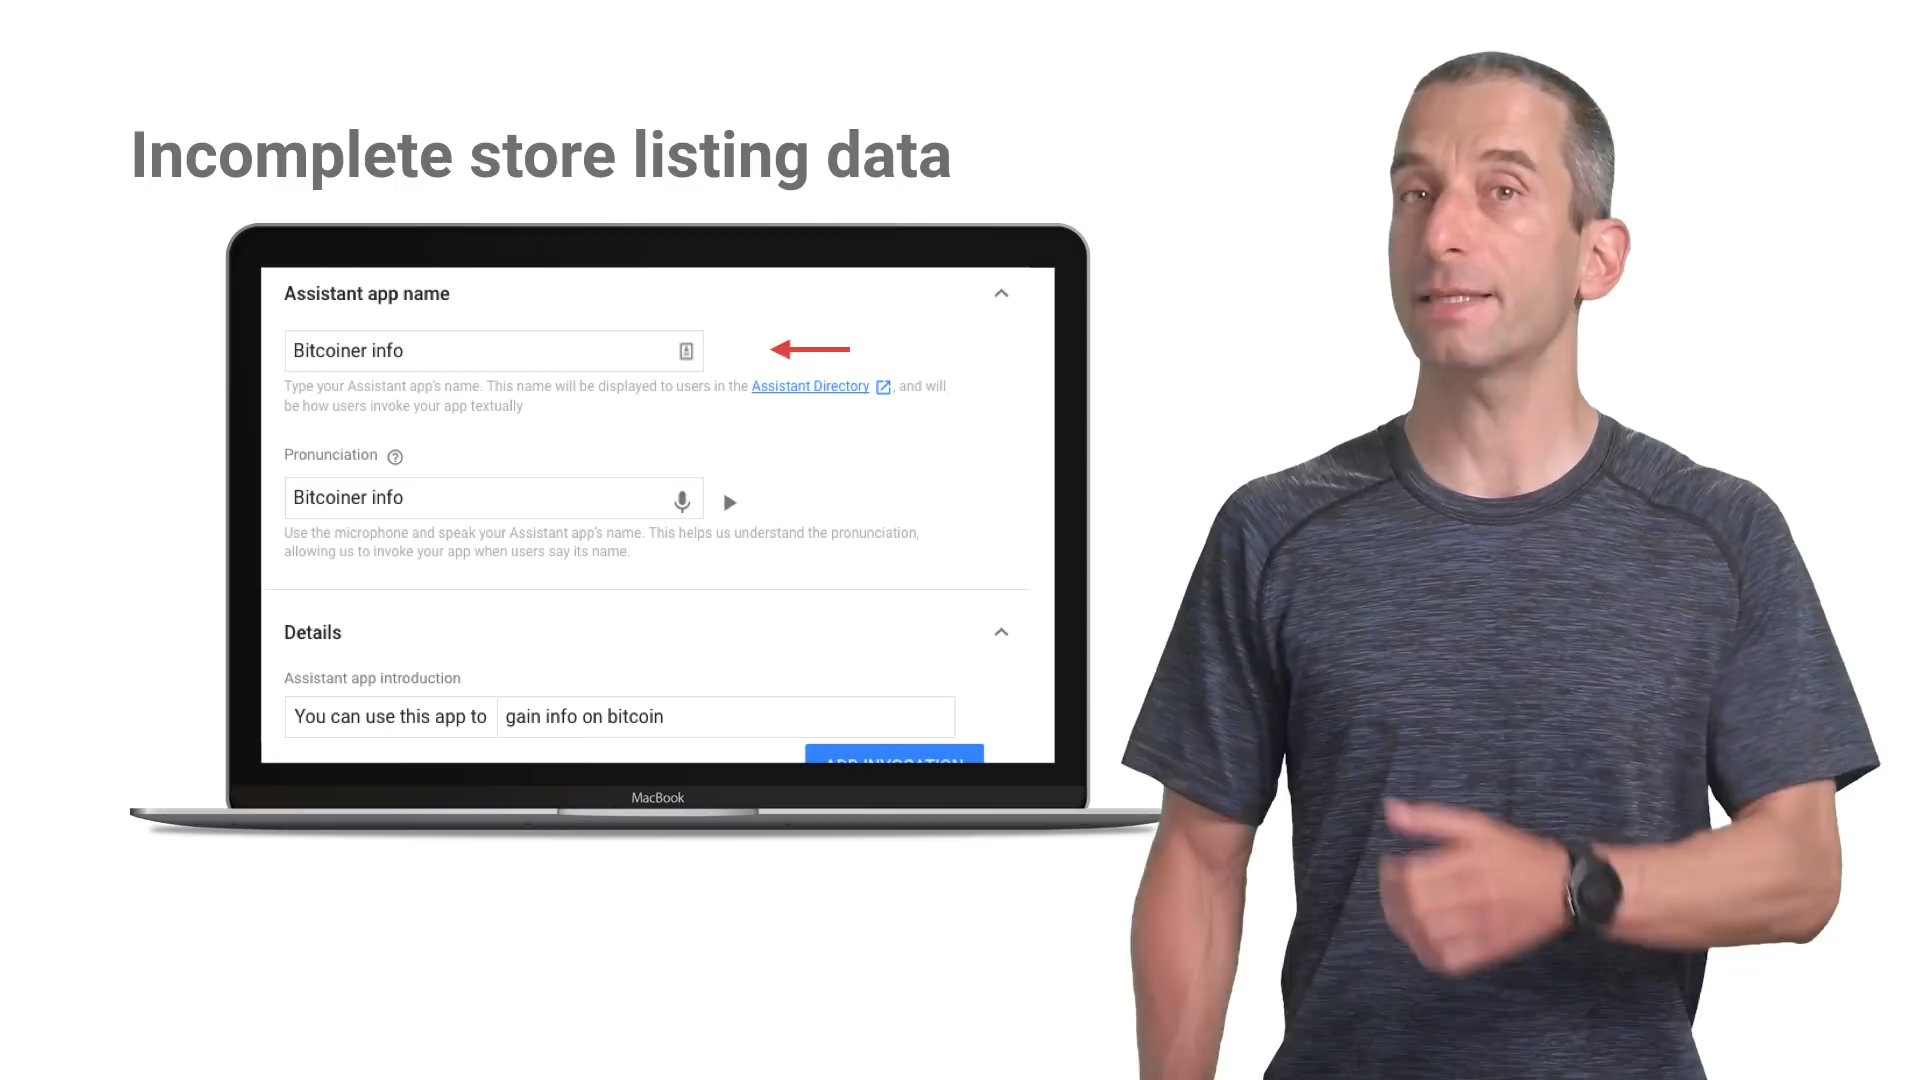 Incomplete store listing data
Assistant app name
Bitcoiner info
Type your Assistant app's name. This name will be displayed to users in the Assistant Directory , and will
be how users invoke your app textually
Pronunciation
Bitcoiner info
Use the microphone and speak your Assistant app's name. This helps us understand the pronunciation,
allowing us to invoke your app when users say its name.
Details
Assistant app introduction
You can use this app to gain info on bitcoin
ADD INVOCATION
MacBook